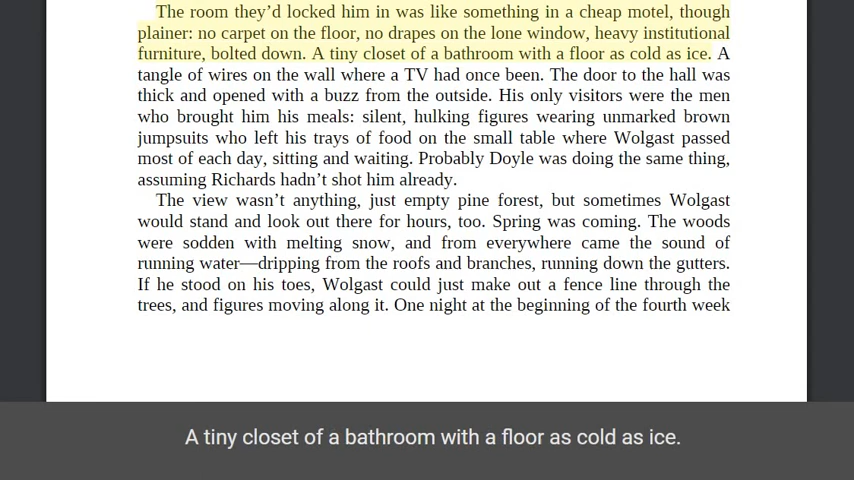 The room they’d locked him in was like something in a cheap motel, though
plainer: no carpet on the floor, no drapes on the lone window, heavy institutional
furniture, bolted down. A tiny closet of a bathroom with a floor as cold as ice. A
tangle of wires on the wall where a TV had once been. The door to the hall was
thick and opened with a buzz from the outside. His only visitors were the men
who brought him his meals: silent, hulking figures wearing unmarked brown
jumpsuits who left his trays of food on the small table where Wolgast passed
most of each day, sitting and waiting. Probably Doyle was doing the same thing,
assuming Richards hadn’t shot him already.
The view wasn’t anything, just empty pine forest, but sometimes Wolgast
would stand and look out there for hours, too. Spring was coming. The woods
were sodden with melting snow, and from everywhere came the sound of
running water—dripping from the roofs and branches, running down the gutters.
If he stood on his toes, Wolgast could just make out a fence line through the
trees, and figures moving along it. One night at the beginning of the fourth week
A tiny closet of a bathroom with a floor as cold as ice.